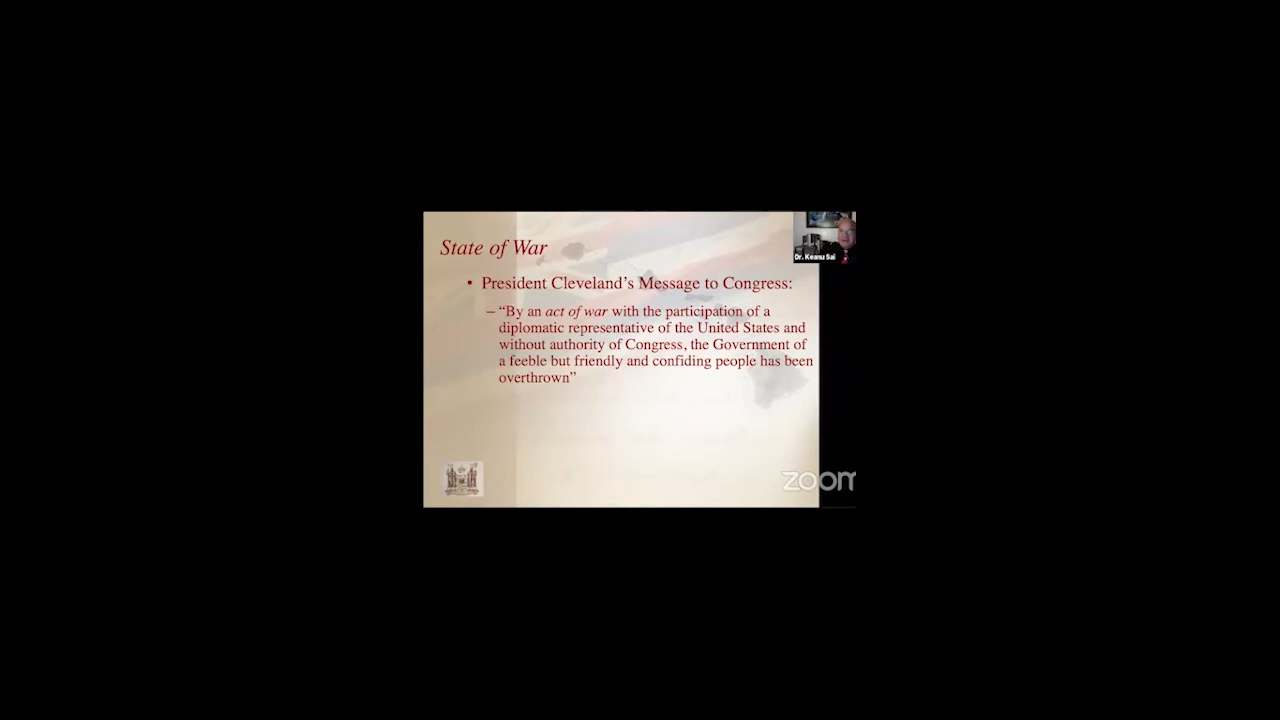 State of War
Dr. Keanu Sai
• President Cleveland’s Message to Congress:
– “By an act of war with the participation of a
diplomatic representative of the United States and
without authority of Congress, the Government of
a feeble but friendly and confiding people has been
overthrown”
zoom